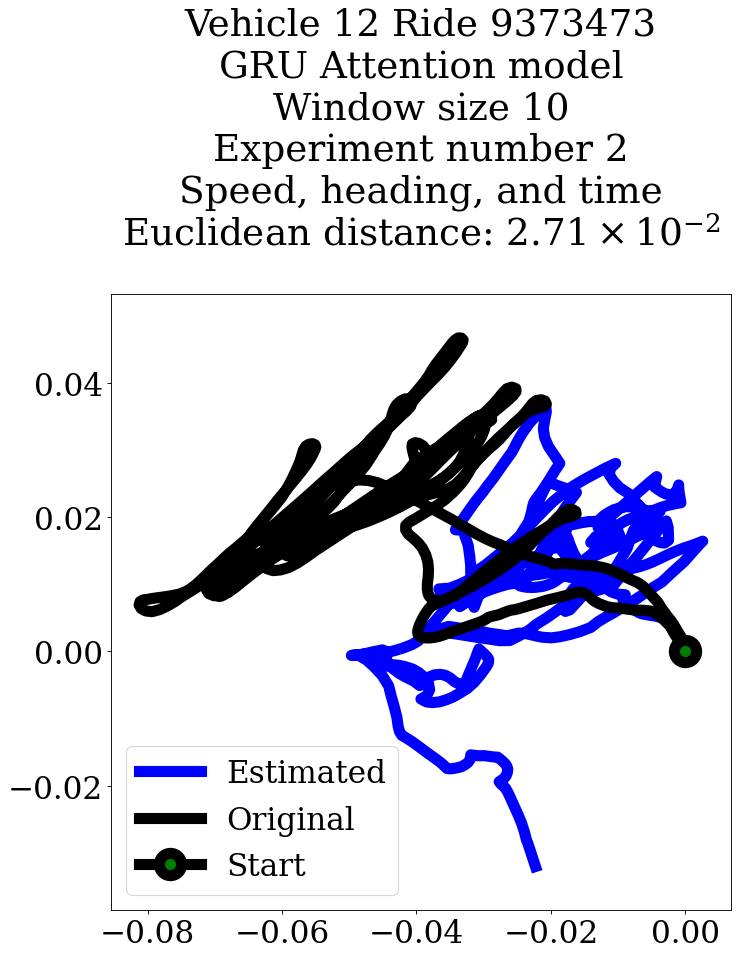 Vehicle 12 Ride 9373473
GRU Attention model
Window size 10
Experiment number 2
Speed, heading, and time
Euclidean distance: 2.71 × 10⁻²
0.04
0.02
0.00
−0.02
Estimated
Original
Start
−0.08 −0.06 −0.04 −0.02 0.00